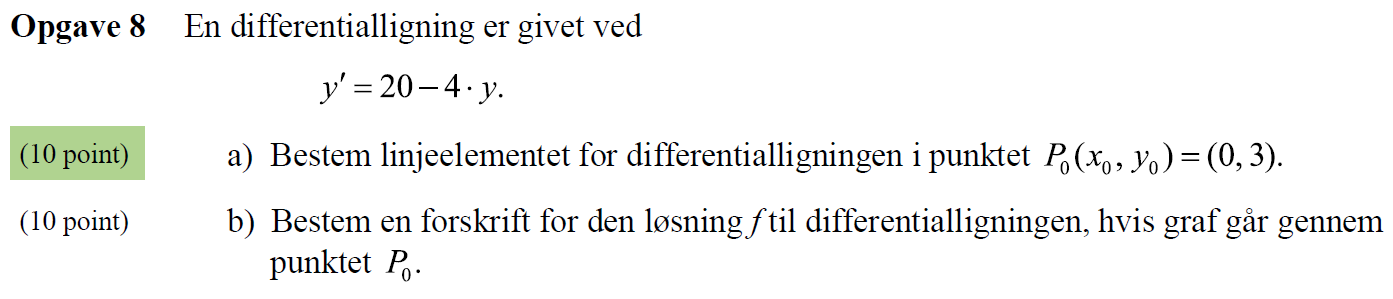 Opgave 8 En differentialligning er givet ved
y′ = 20 − 4 · y.
(10 point) a) Bestem linjeelementet for differentialligningen i punktet P₀(x₀, y₀) = (0, 3).
(10 point) b) Bestem en forskrift for den løsning f til differentialligningen, hvis graf går gennem
punktet P₀.